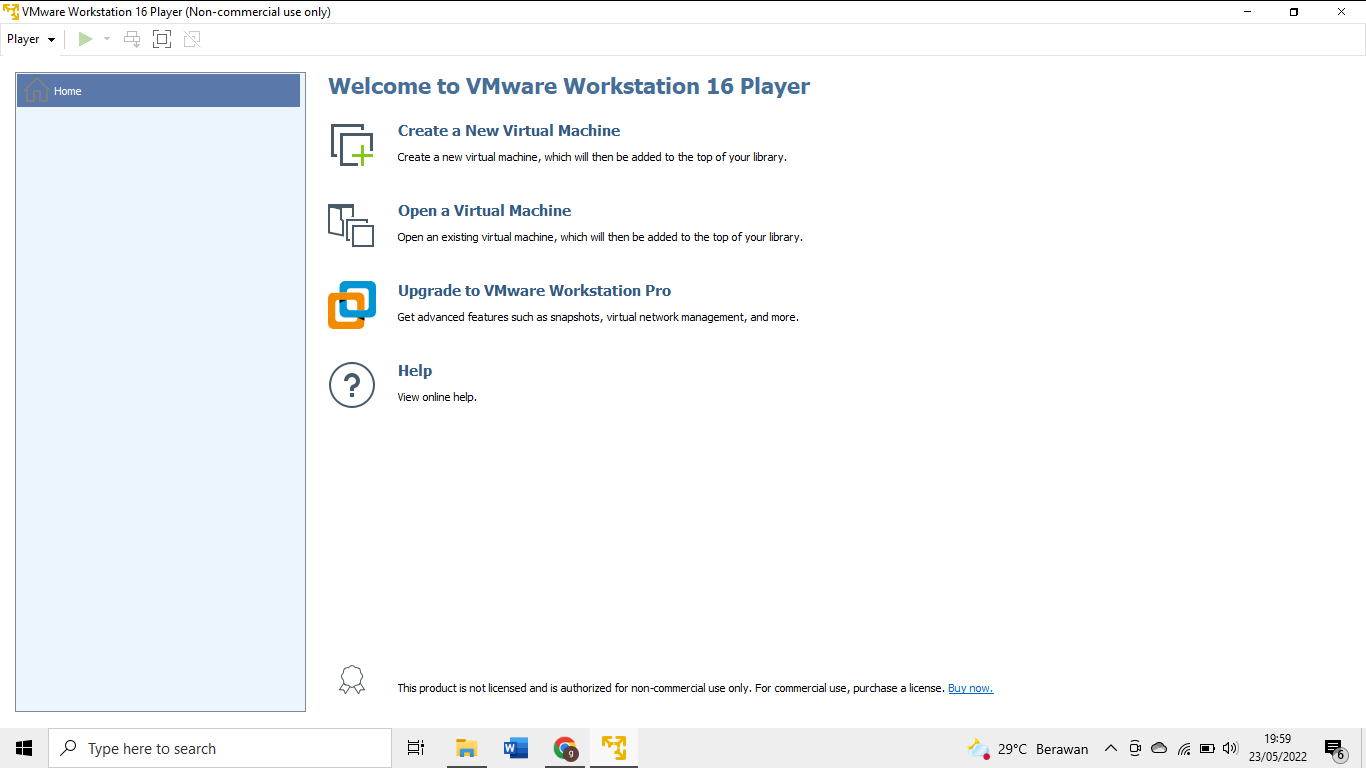 VMware Workstation 16 Player (Non-commercial use only)
Player
Home
Welcome to VMware Workstation 16 Player
Create a New Virtual Machine
Create a new virtual machine, which will then be added to the top of your library.
Open a Virtual Machine
Open an existing virtual machine, which will then be added to the top of your library.
Upgrade to VMware Workstation Pro
Get advanced features such as snapshots, virtual network management, and more.
?
Help
View online help.
This product is not licensed and is authorized for non-commercial use only. For commercial use, purchase a license. Buy now.
Type here to search
W
g
29°C Berawan
19:59
23/05/2022
6